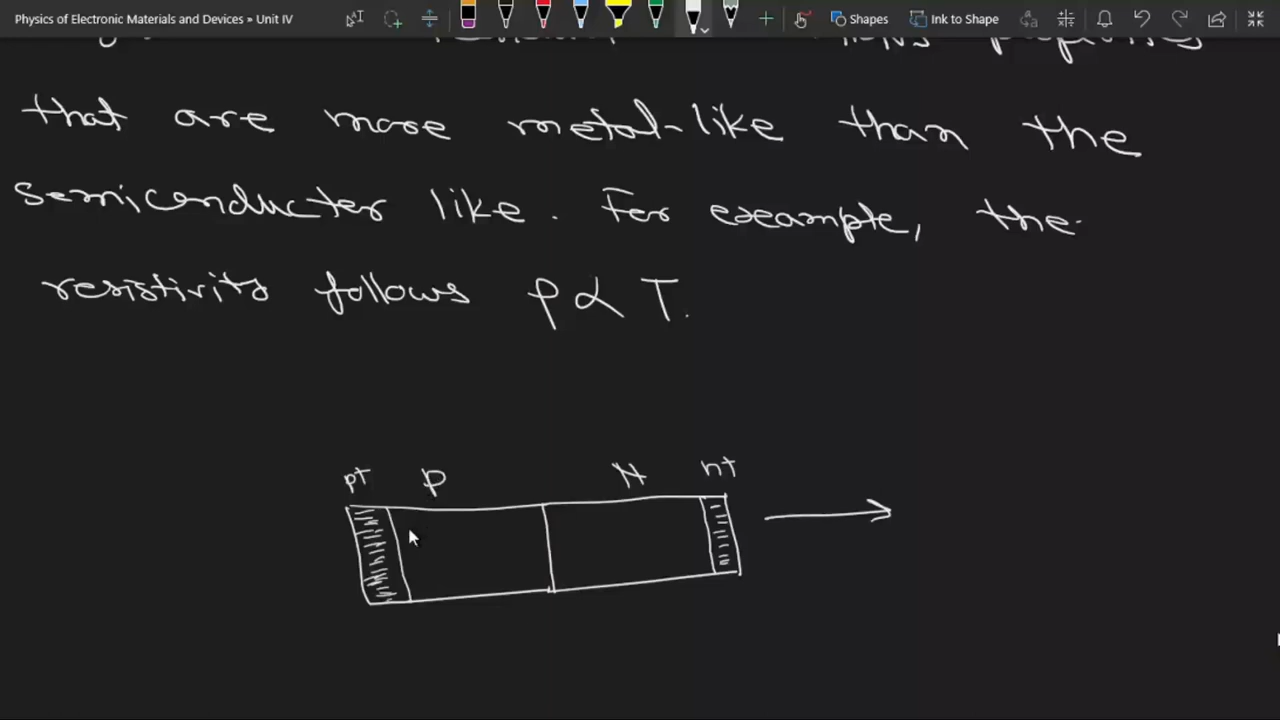 Physics of Electronic Materials and Devices » Unit IV
Shapes
Ink to Shape
that are more metal-like than the
semiconducter like. For example, the
resistivity follows ρ ∝ T.
p+ P N n+